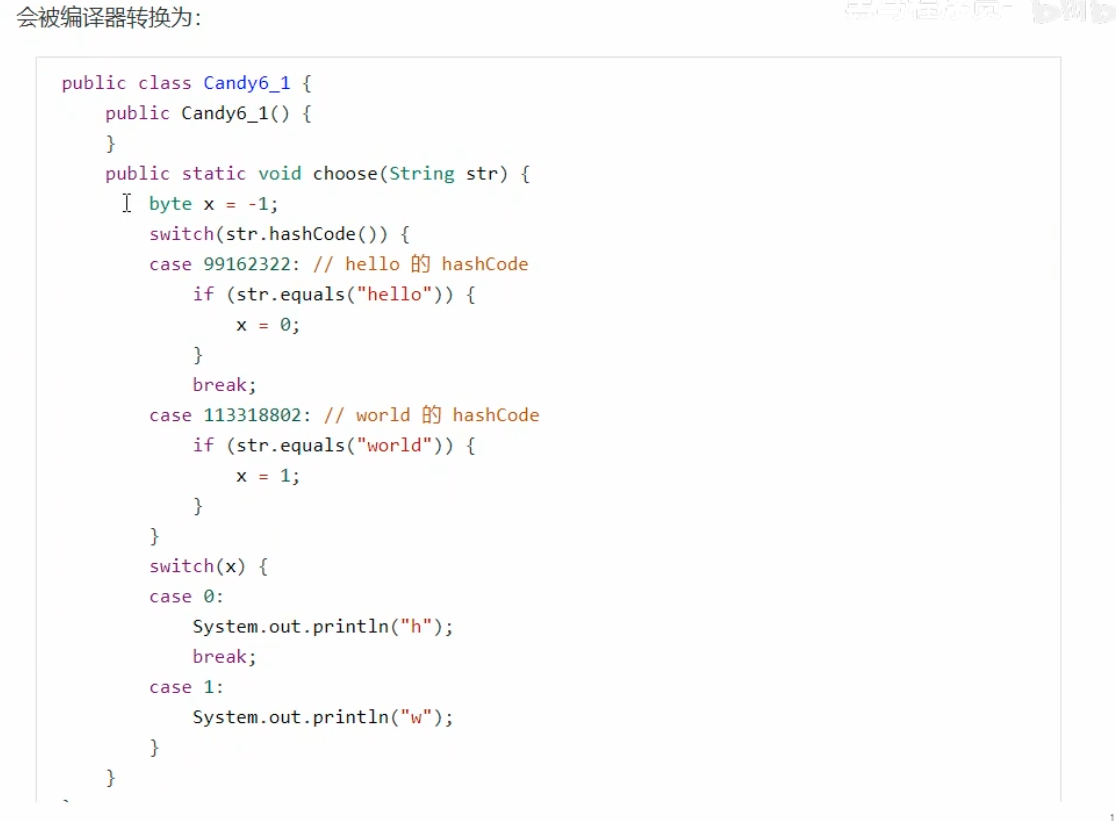 会被编译器转换为：
public class Candy6_1 {
public Candy6_1() {
}
public static void choose(String str) {
byte x = -1;
switch(str.hashCode()) {
case 99162322: // hello 的 hashCode
if (str.equals("hello")) {
x = 0;
}
break;
case 113318802: // world 的 hashCode
if (str.equals("world")) {
x = 1;
}
}
switch(x) {
case 0:
System.out.println("h");
break;
case 1:
System.out.println("w");
}
}